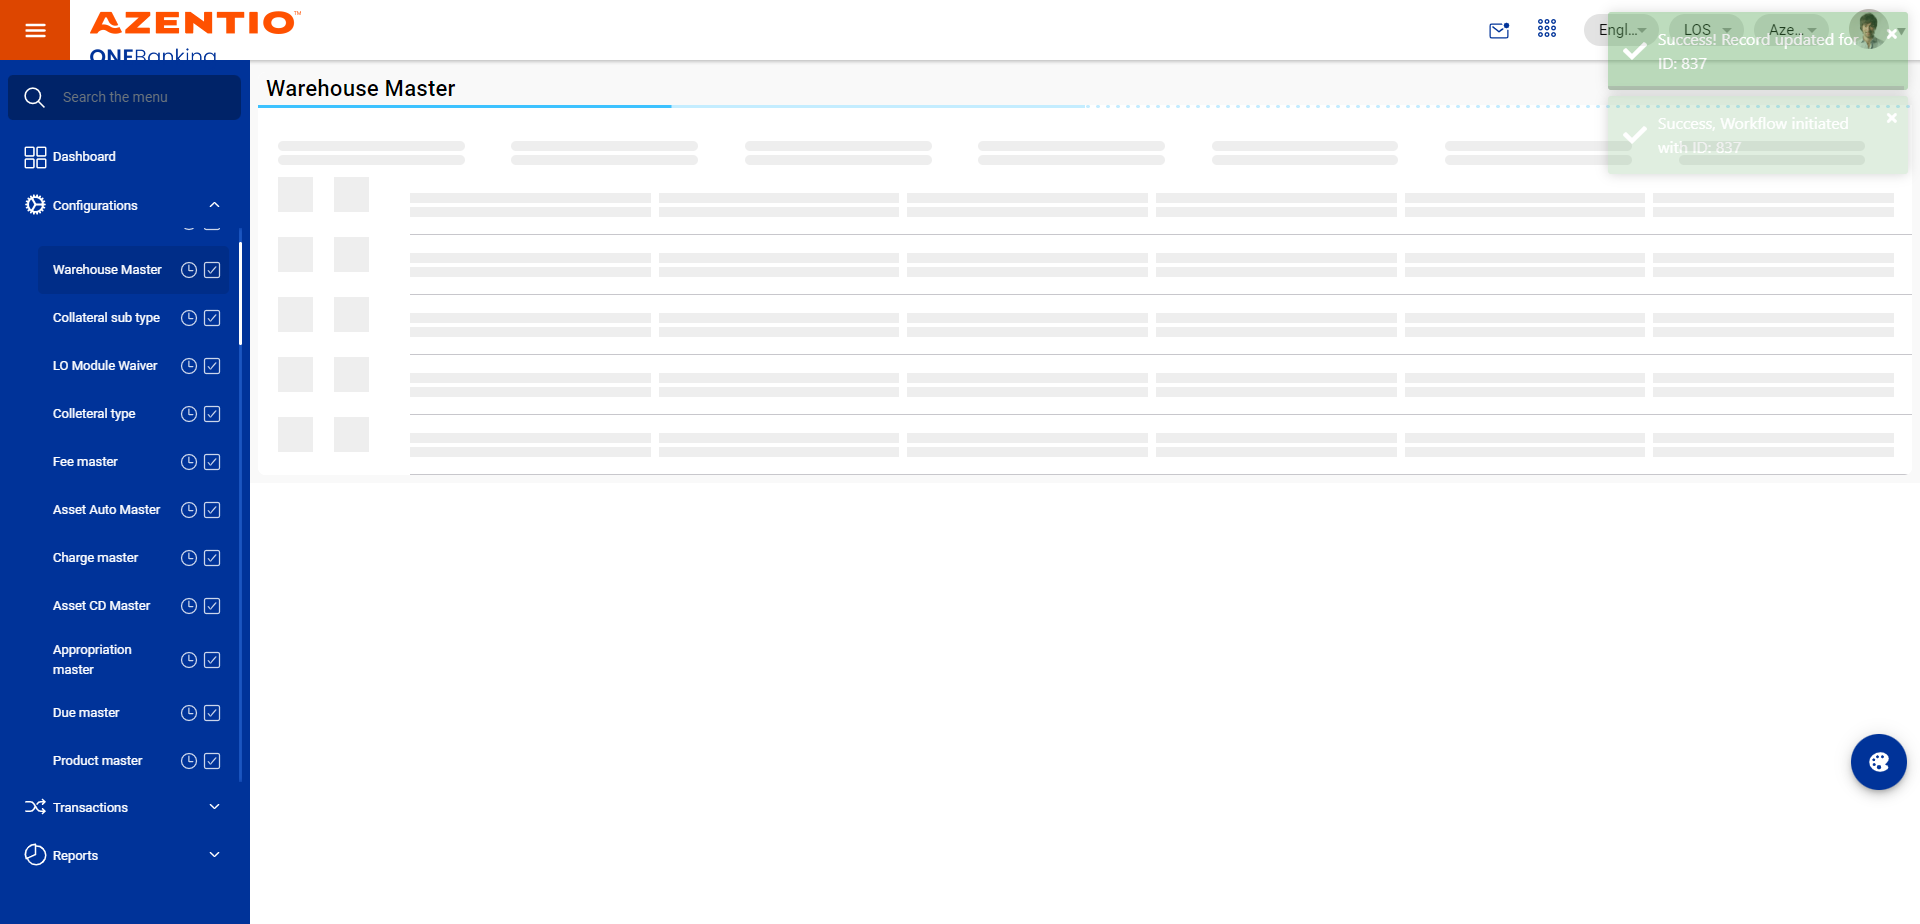 AZENTIO™
ONEBanking
Engl...
LOS
Aze...
Success! Record updated for
ID: 837
Success, Workflow initiated
with ID: 837
Search the menu
Dashboard
Configurations
Warehouse Master
Collateral sub type
LO Module Waiver
Colleteral type
Fee master
Asset Auto Master
Charge master
Asset CD Master
Appropriation
master
Due master
Product master
Transactions
Reports
Warehouse Master